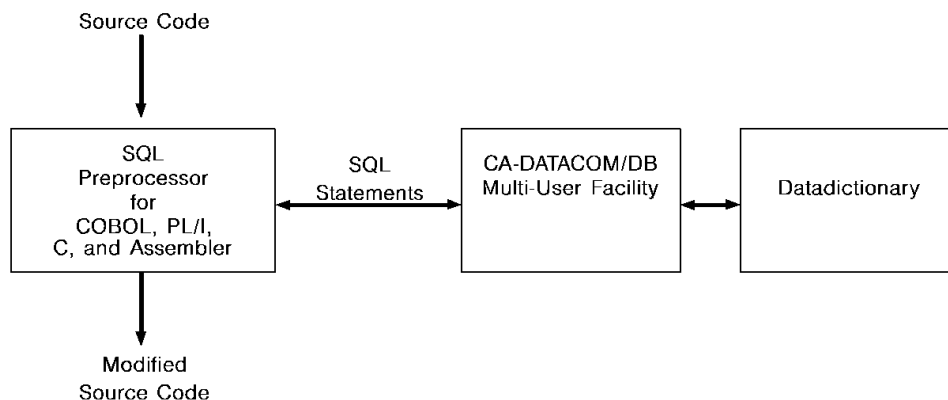 Source Code
SQL
Preprocessor
for
COBOL, PL/I,
C, and Assembler
SQL
Statements
CA-DATACOM/DB
Multi-User Facility
Datadictionary
Modified
Source Code